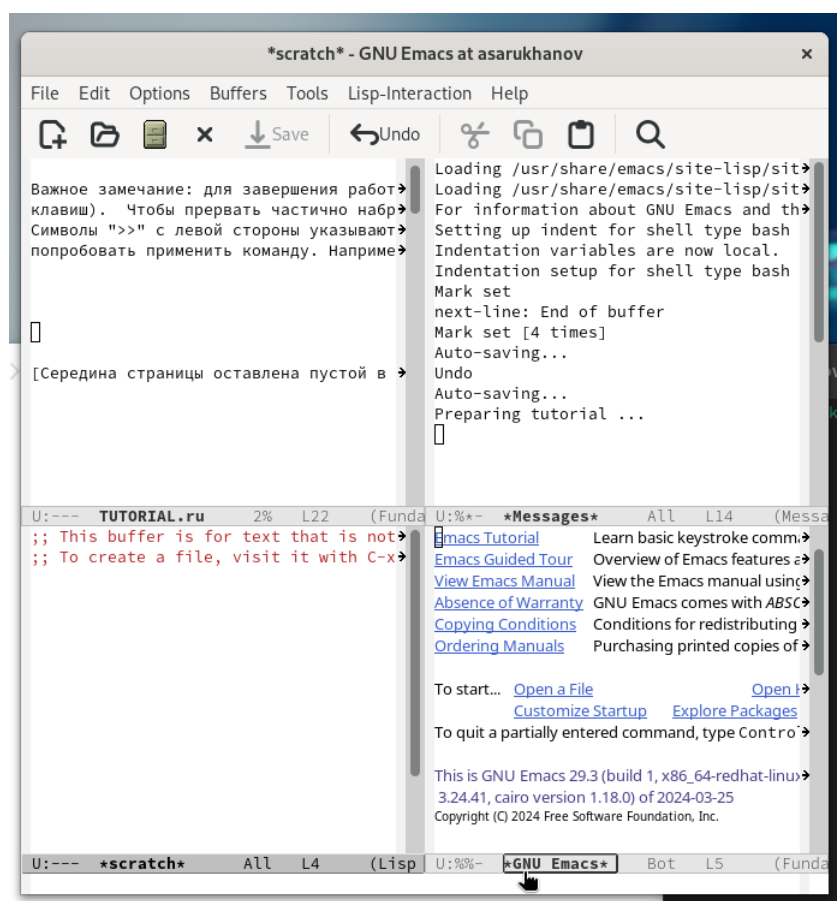 *scratch* - GNU Emacs at asarukhanov
File Edit Options Buffers Tools Lisp-Interaction Help
Save Undo
Важное замечание: для завершения работ
клавиш). Чтобы прервать частично набр
Символы ">>" с левой стороны указывают
попробовать применить команду. Наприме
[Середина страницы оставлена пустой в
U:--- TUTORIAL.ru 2% L22 (Funda
Loading /usr/share/emacs/site-lisp/sit
Loading /usr/share/emacs/site-lisp/sit
For information about GNU Emacs and th
Setting up indent for shell type bash
Indentation variables are now local.
Indentation setup for shell type bash
Mark set
next-line: End of buffer
Mark set [4 times]
Auto-saving...
Undo
Auto-saving...
Preparing tutorial ...
U:%*- *Messages* All L14 (Messa
;; This buffer is for text that is not
;; To create a file, visit it with C-x
U:--- *scratch* All L4 (Lisp
Emacs Tutorial Learn basic keystroke comma
Emacs Guided Tour Overview of Emacs features a
View Emacs Manual View the Emacs manual using
Absence of Warranty GNU Emacs comes with ABSO
Copying Conditions Conditions for redistributing
Ordering Manuals Purchasing printed copies of
To start... Open a File Open H
Customize Startup Explore Packages
To quit a partially entered command, type Contro
This is GNU Emacs 29.3 (build 1, x86_64-redhat-linux
3.24.41, cairo version 1.18.0) of 2024-03-25
Copyright (C) 2024 Free Software Foundation, Inc.
U:%%- *GNU Emacs* Bot L5 (Funda